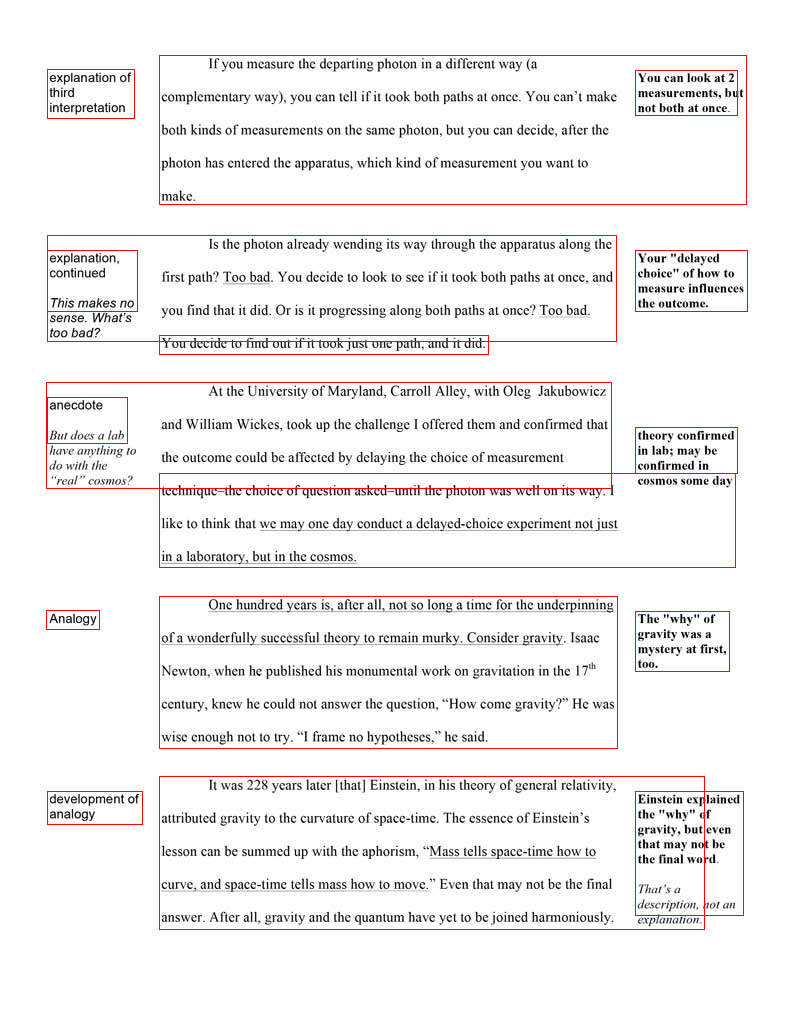 explanation of
third
interpretation
If you measure the departing photon in a different way (a
complementary way), you can tell if it took both paths at once. You can’t make
both kinds of measurements on the same photon, but you can decide, after the
photon has entered the apparatus, which kind of measurement you want to
make.
You can look at 2
measurements, but
not both at once.
explanation,
continued
This makes no
sense. What’s
too bad?
Is the photon already wending its way through the apparatus along the
first path? Too bad. You decide to look to see if it took both paths at once, and
you find that it did. Or is it progressing along both paths at once? Too bad.
You decide to find out if it took just one path, and it did.
Your "delayed
choice" of how to
measure influences
the outcome.
anecdote
But does a lab
have anything to
do with the
“real” cosmos?
At the University of Maryland, Carroll Alley, with Oleg Jakubowicz
and William Wickes, took up the challenge I offered them and confirmed that
the outcome could be affected by delaying the choice of measurement
technique–the choice of question asked–until the photon was well on its way. I
like to think that we may one day conduct a delayed-choice experiment not just
in a laboratory, but in the cosmos.
theory confirmed
in lab; may be
confirmed in
cosmos some day
Analogy
One hundred years is, after all, not so long a time for the underpinning
of a wonderfully successful theory to remain murky. Consider gravity. Isaac
Newton, when he published his monumental work on gravitation in the 17th
century, knew he could not answer the question, “How come gravity?” He was
wise enough not to try. “I frame no hypotheses,” he said.
The "why" of
gravity was a
mystery at first,
too.
development of
analogy
It was 228 years later [that] Einstein, in his theory of general relativity,
attributed gravity to the curvature of space-time. The essence of Einstein’s
lesson can be summed up with the aphorism, “Mass tells space-time how to
curve, and space-time tells mass how to move.” Even that may not be the final
answer. After all, gravity and the quantum have yet to be joined harmoniously.
Einstein explained
the "why" of
gravity, but even
that may not be
the final word.
That’s a
description, not an
explanation.